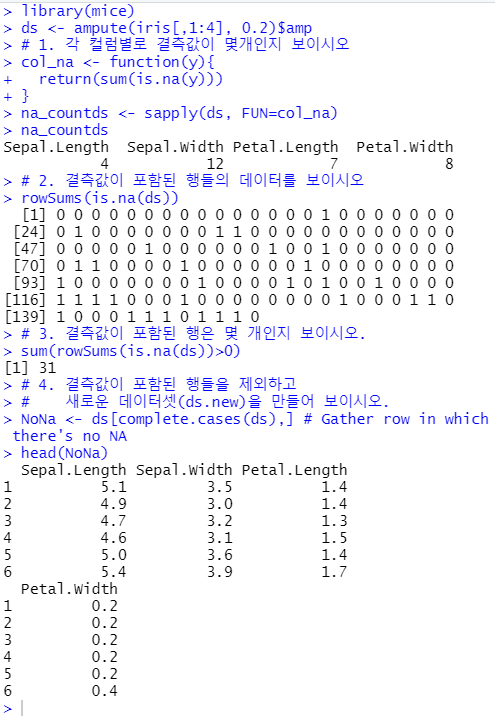 > library(mice)
> ds <- ampute(iris[,1:4], 0.2)$amp
> # 1. 각 컬럼별로 결측값이 몇개인지 보이시오
> col_na <- function(y){
+   return(sum(is.na(y)))
+ }
> na_countds <- sapply(ds, FUN=col_na)
> na_countds
Sepal.Length  Sepal.Width Petal.Length  Petal.Width
           4           12            7            8
> # 2. 결측값이 포함된 행들의 데이터를 보이시오
> rowSums(is.na(ds))
  [1] 0 0 0 0 0 0 0 0 0 0 0 0 0 0 0 1 0 0 0 0 0 0 0
 [24] 0 1 0 0 0 0 0 0 0 1 1 0 0 0 0 0 0 0 0 0 0 0 0
 [47] 0 0 0 0 0 1 0 0 0 0 0 0 1 0 0 1 0 0 0 0 0 0 0
 [70] 0 1 1 0 0 0 0 1 0 0 0 0 0 0 1 0 0 0 0 0 0 0 0
 [93] 1 0 0 0 0 0 0 0 1 0 0 0 0 1 0 1 0 0 1 0 0 0 0
[116] 1 1 1 1 0 0 0 1 0 0 0 0 0 0 0 0 1 0 0 0 1 1 0
[139] 1 0 0 0 1 1 1 0 1 1 1 0
> # 3. 결측값이 포함된 행은 몇 개인지 보이시오.
> sum(rowSums(is.na(ds))>0)
[1] 31
> # 4. 결측값이 포함된 행들을 제외하고
> #    새로운 데이터셋(ds.new)을 만들어 보이시오.
> NoNa <- ds[complete.cases(ds),] # Gather row in which
 there's no NA
> head(NoNa)
  Sepal.Length Sepal.Width Petal.Length
1          5.1         3.5          1.4
2          4.9         3.0          1.4
3          4.7         3.2          1.3
4          4.6         3.1          1.5
5          5.0         3.6          1.4
6          5.4         3.9          1.7
  Petal.Width
1         0.2
2         0.2
3         0.2
4         0.2
5         0.2
6         0.4
>